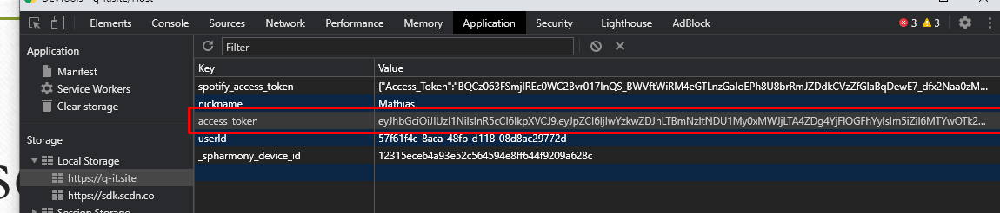 DevTools - q-it.site/Host
Elements Console Sources Network Performance Memory Application Security Lighthouse AdBlock 3 3
Application
Manifest
Service Workers
Clear storage
Storage
Local Storage
https://q-it.site
https://sdk.scdn.co
Session Storage
Filter
Key Value
spotify_access_token {"Access_Token":"BQCz063FSmjIREc0WC2Bvr017InQS_BWVftWiRM4eGTLnzGaIoEPh8U8brRmJZDdkCVzZfGlaBqDewE7_dfx2Naa0zM...
nickname Mathias
access_token eyJhbGciOiJIUzI1NiIsInR5cCI6IkpXVCJ9.eyJpZCI6IjIwYzkwZDJhLTBmNzItNDU1My0xMWJjLTA4ZDg4YjFlOGFhYyIsIm5iZiI6MTYwOTk2...
userId 57f61f4c-8aca-48fb-d118-08d8ac29772d
_spharmony_device_id 12315ece64a93e52c564594e8ff644f9209a628c